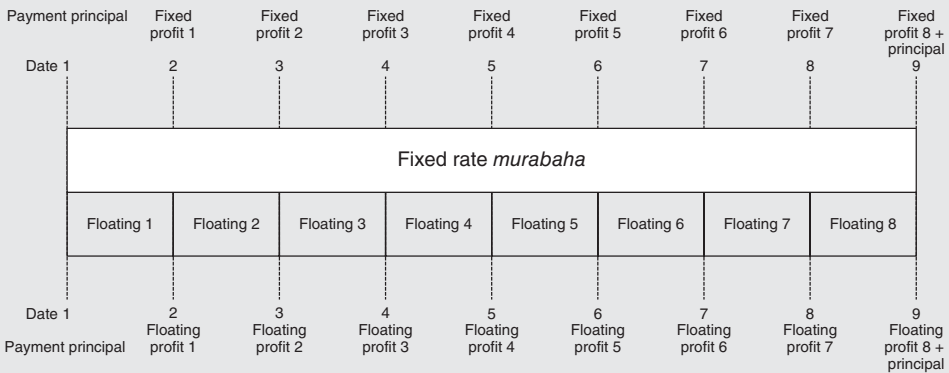 Payment principal Fixed Fixed Fixed Fixed Fixed Fixed Fixed Fixed
profit 1 profit 2 profit 3 profit 4 profit 5 profit 6 profit 7 profit 8 +
principal
Date 1 2 3 4 5 6 7 8 9
Fixed rate murabaha
Floating 1 Floating 2 Floating 3 Floating 4 Floating 5 Floating 6 Floating 7 Floating 8
Date 1 2 3 4 5 6 7 8 9
Floating Floating Floating Floating Floating Floating Floating Floating
Payment principal profit 1 profit 2 profit 3 profit 4 profit 5 profit 6 profit 7 profit 8 +
principal